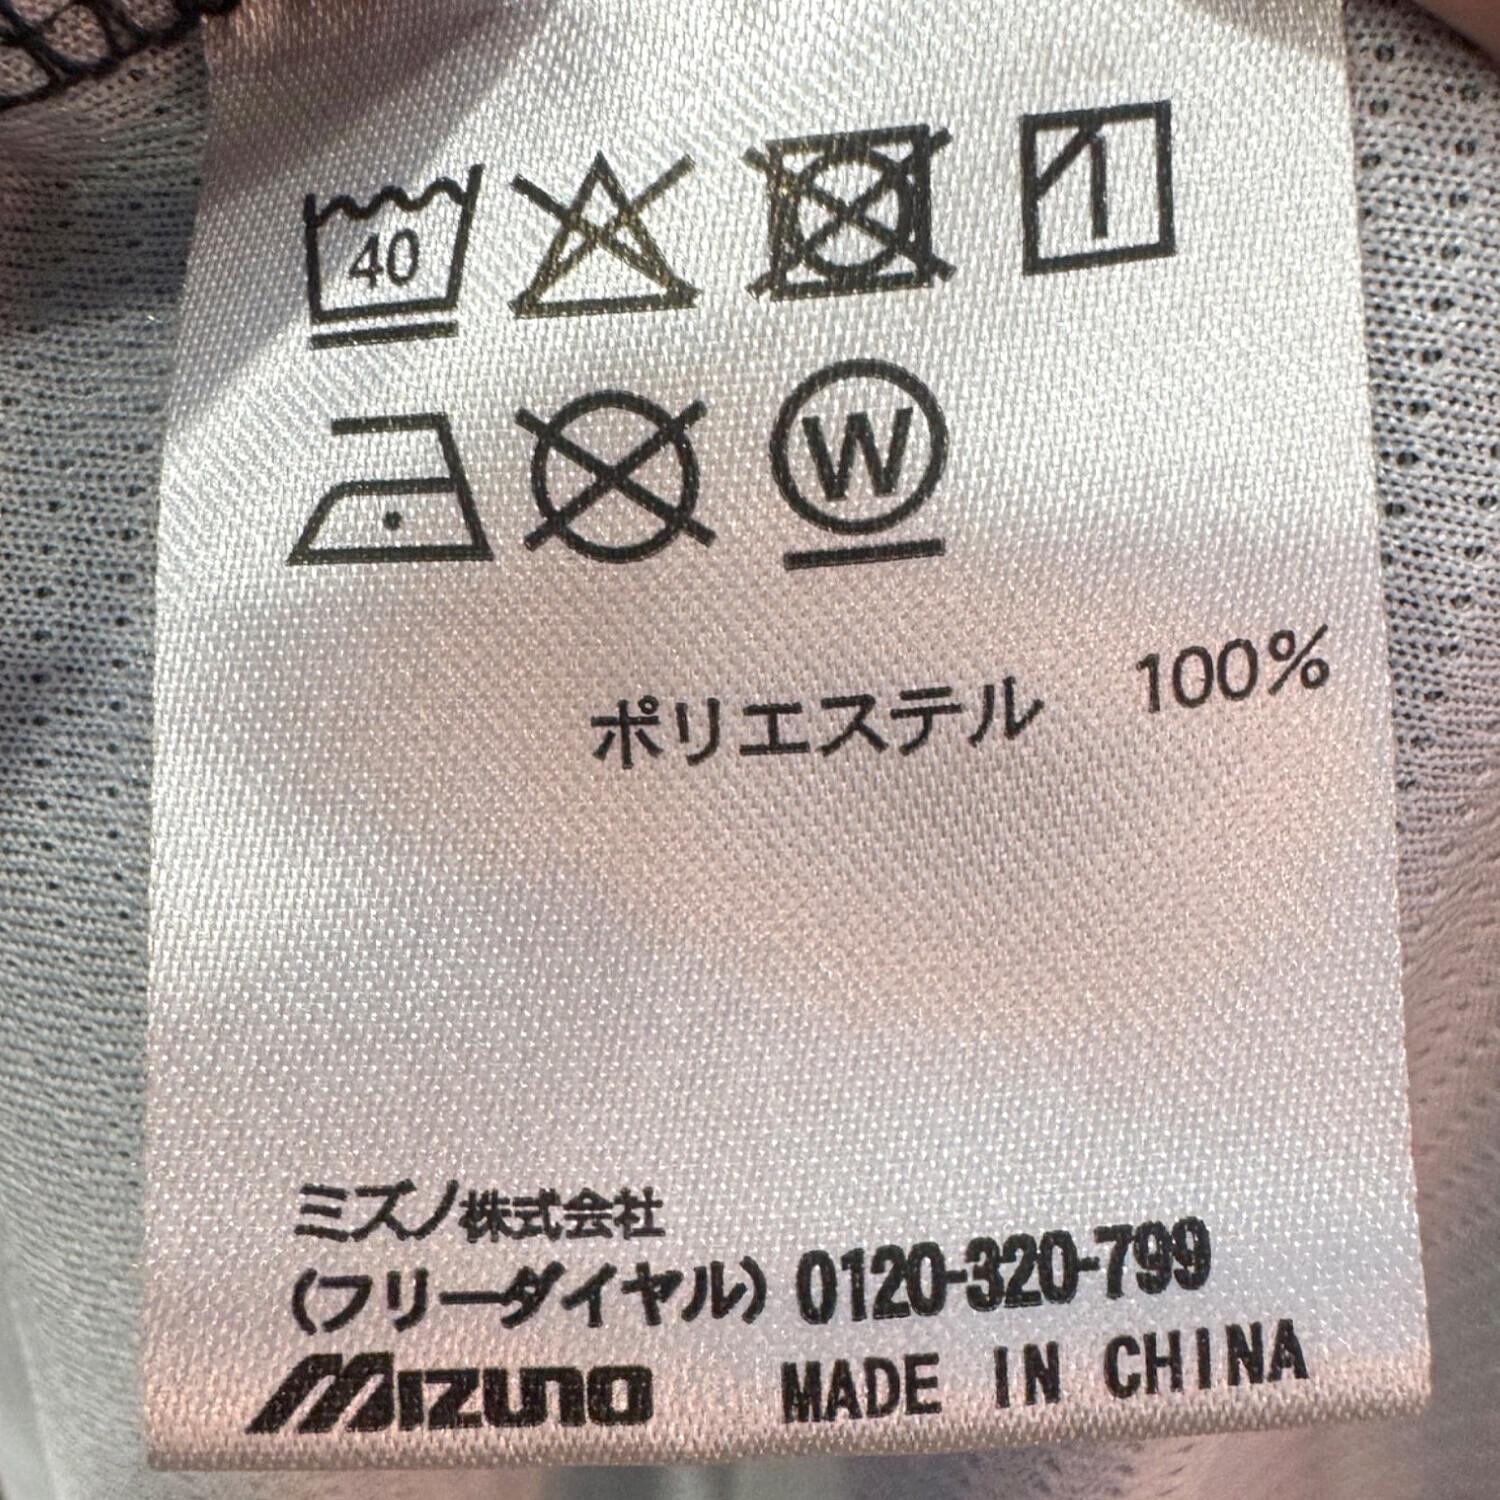 40
W
ポリエステル 100%
ミズノ株式会社
(フリーダイヤル) 0120-320-799
MIZUNO MADE IN CHINA